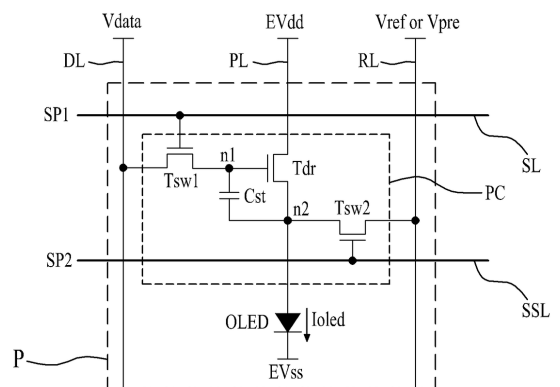 Vdata EVdd Vref or Vpre
DL PL RL
SP1
SL
n1
Tdr
Tsw1
PC
Cst
n2 Tsw2
SP2
SSL
OLED Ioled
P
EVss